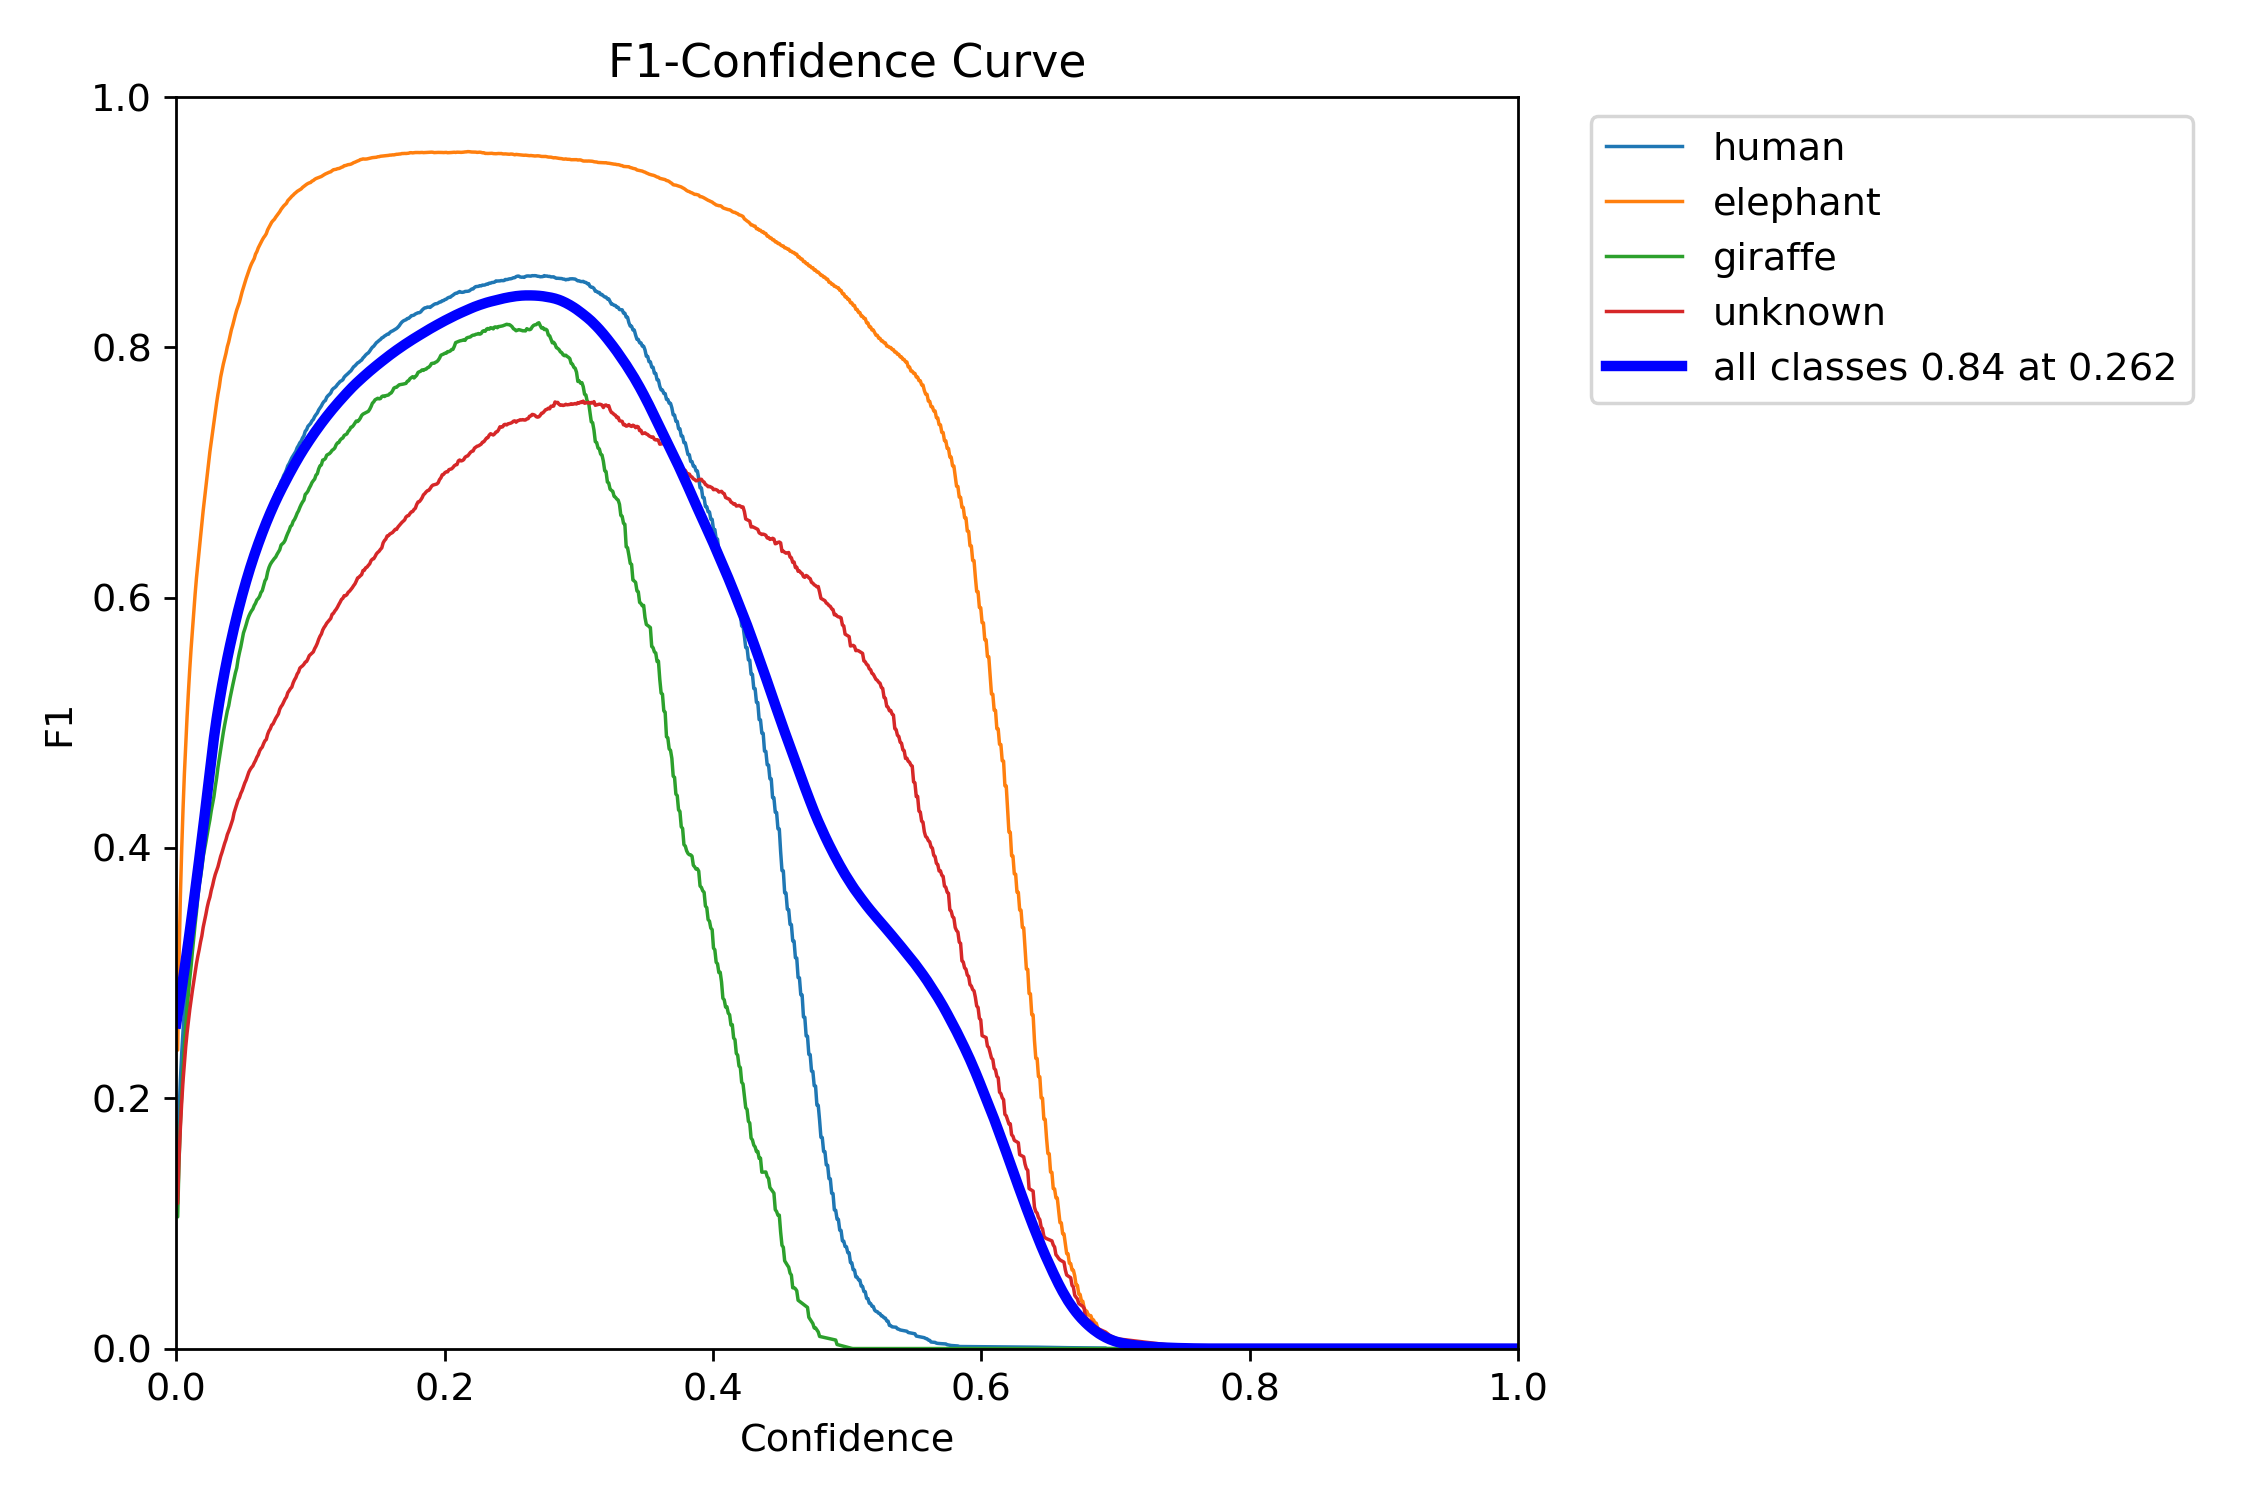 F1-Confidence Curve
1.0
0.8
0.6
0.4
0.2
0.0
F1
0.0 0.2 0.4 0.6 0.8 1.0
Confidence
human
elephant
giraffe
unknown
all classes 0.84 at 0.262